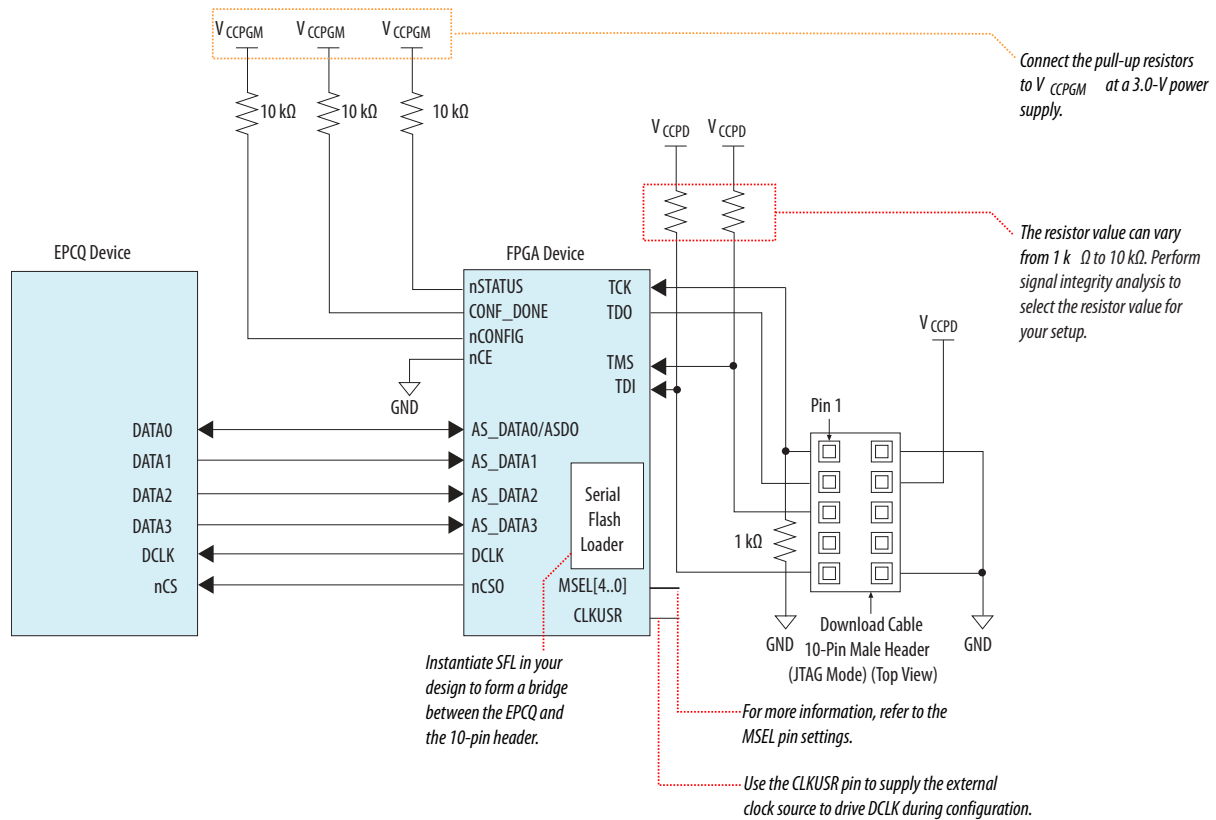 V CCPGM V CCPGM V CCPGM
10 kΩ 10 kΩ 10 kΩ
Connect the pull-up resistors
to V CCPGM at a 3.0-V power
supply.
V CCPD V CCPD
The resistor value can vary
from 1 k Ω to 10 kΩ. Perform
signal integrity analysis to
select the resistor value for
your setup.
EPCQ Device
DATA0
DATA1
DATA2
DATA3
DCLK
nCS
FPGA Device
nSTATUS
CONF_DONE
nCONFIG
nCE
GND
AS_DATA0/ASDO
AS_DATA1
AS_DATA2
AS_DATA3
DCLK
nCSO
TCK
TDO
TMS
TDI
Serial
Flash
Loader
MSEL[4..0]
CLKUSR
V CCPD
Pin 1
1 kΩ
GND
GND
Download Cable
10-Pin Male Header
(JTAG Mode) (Top View)
Instantiate SFL in your
design to form a bridge
between the EPCQ and
the 10-pin header.
For more information, refer to the
MSEL pin settings.
Use the CLKUSR pin to supply the external
clock source to drive DCLK during configuration.